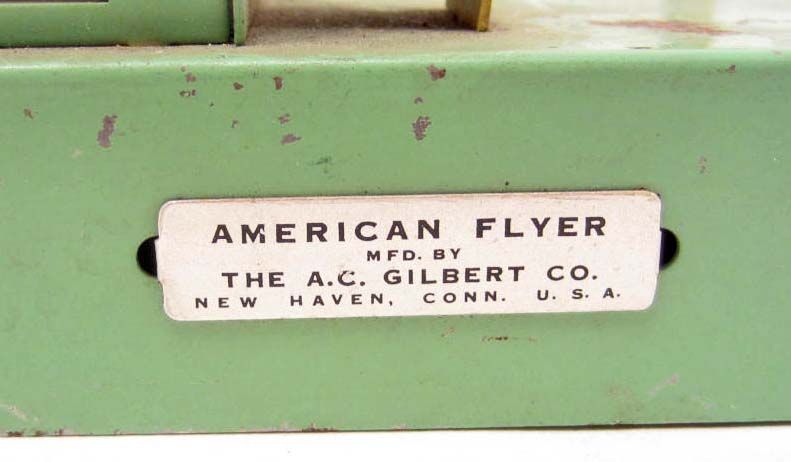 AMERICAN FLYER
MFD. BY
THE A.C. GILBERT CO.
NEW HAVEN, CONN. U. S. A.